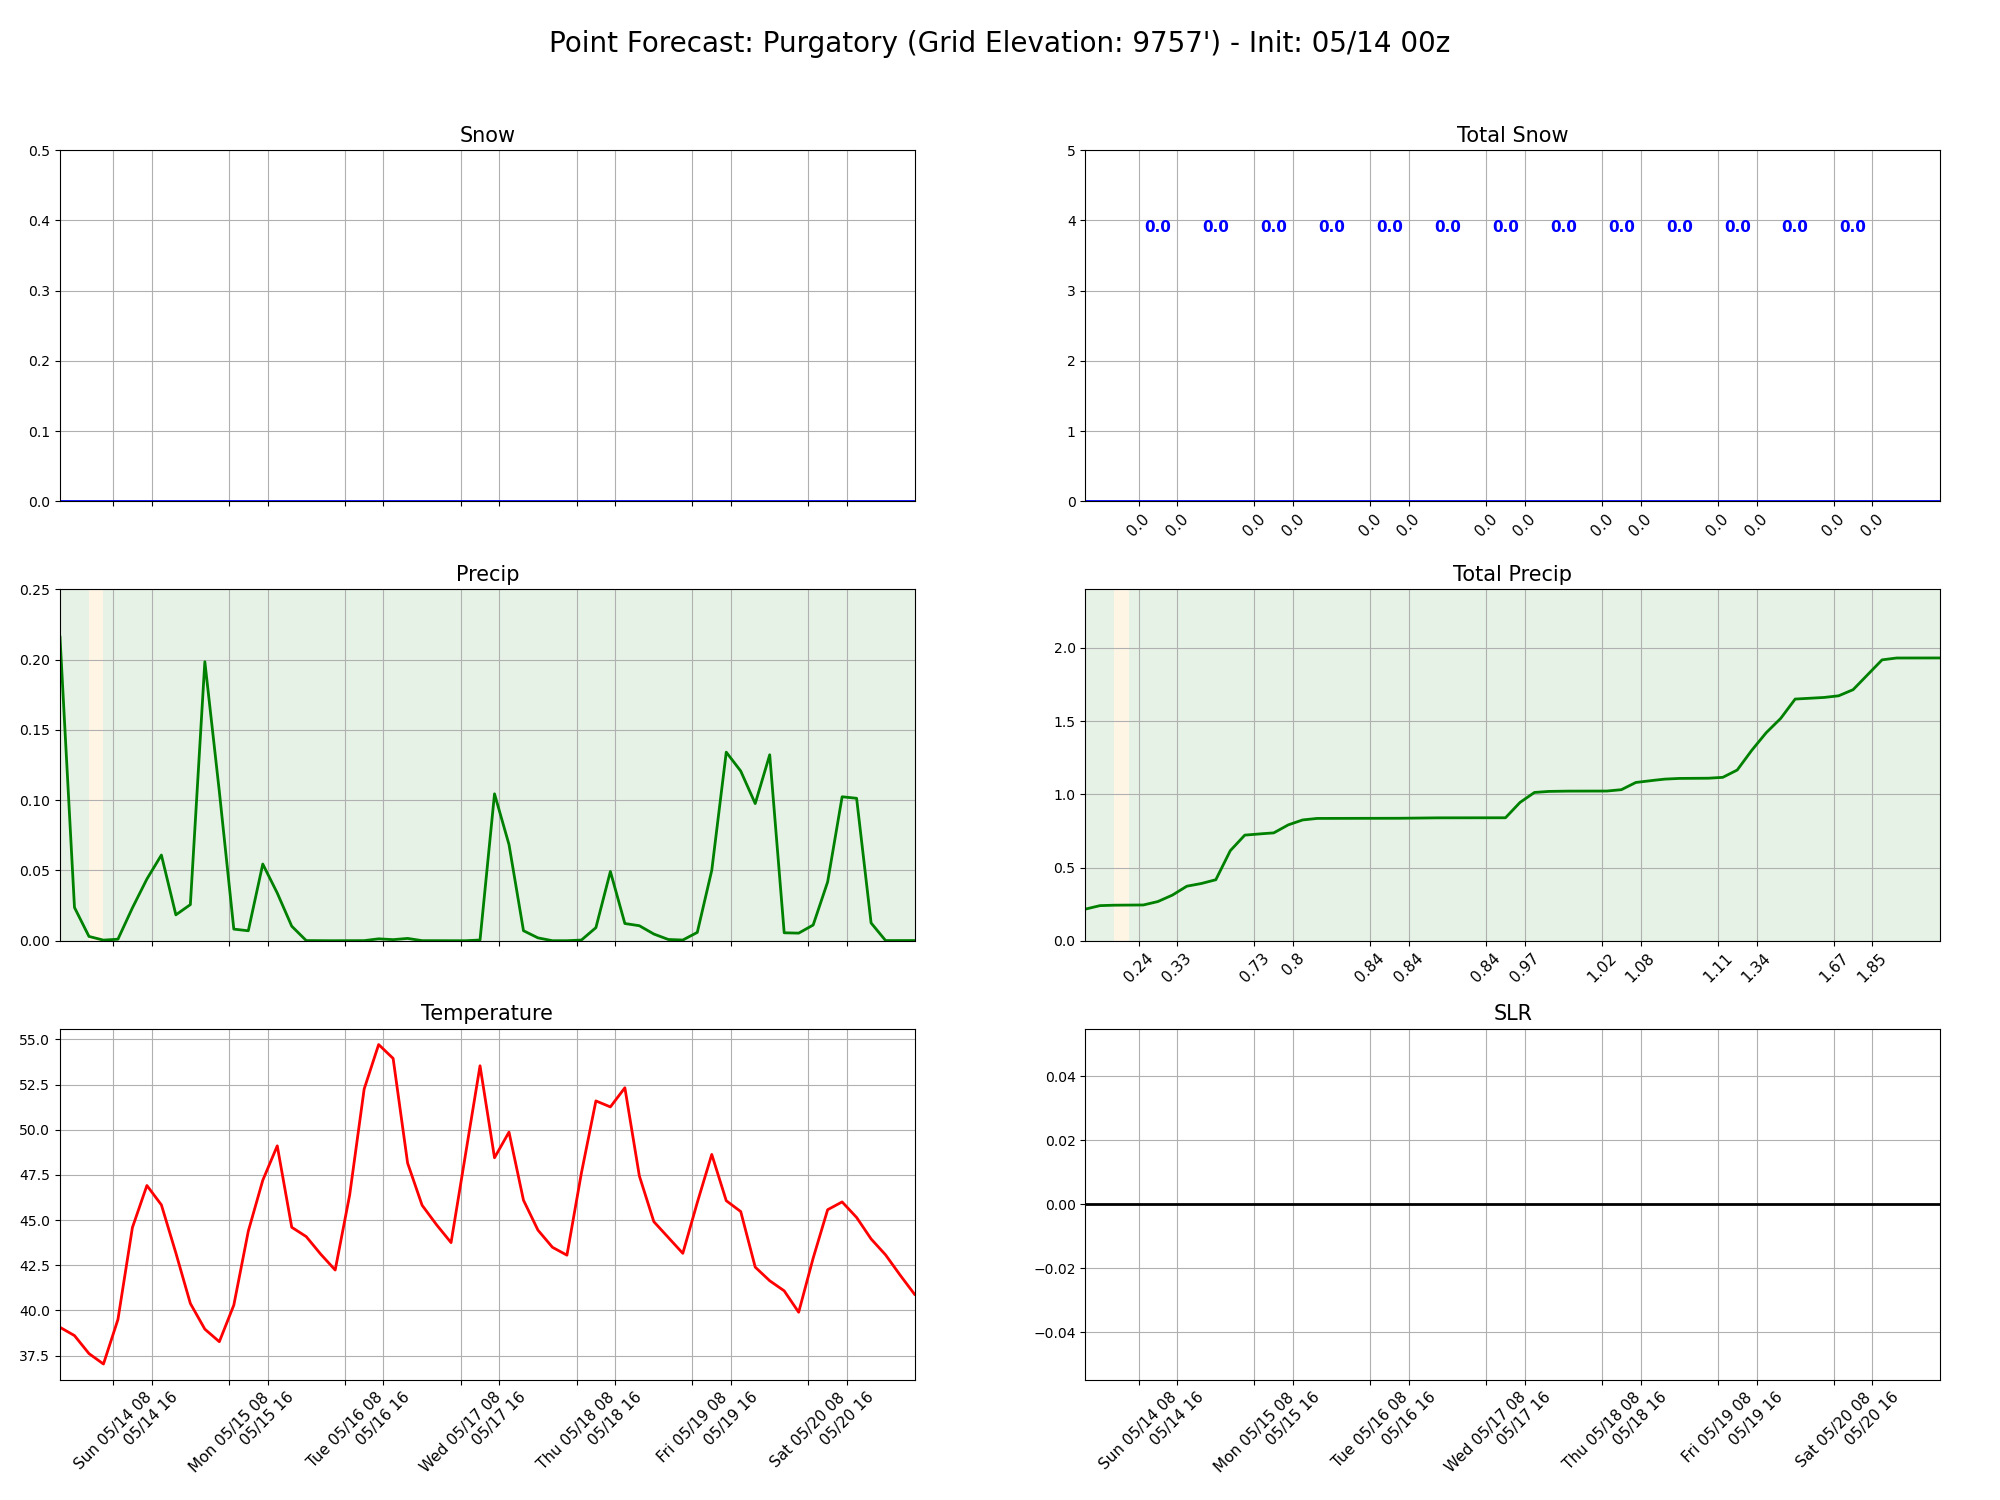 Point Forecast: Purgatory (Grid Elevation: 9757') - Init: 05/14 00z
Snow
0.5
0.4
0.3
0.2
0.1
0.0
Total Snow
5
4
3
2
1
0
0.0 0.0 0.0 0.0 0.0 0.0 0.0 0.0 0.0 0.0 0.0 0.0 0.0
0.0 0.0 0.0 0.0 0.0 0.0 0.0 0.0 0.0 0.0 0.0 0.0 0.0 0.0
Precip
0.25
0.20
0.15
0.10
0.05
0.00
Total Precip
2.0
1.5
1.0
0.5
0.0
0.24 0.33 0.73 0.8 0.84 0.84 0.84 0.97 1.02 1.08 1.11 1.34 1.67 1.85
Temperature
55.0
52.5
50.0
47.5
45.0
42.5
40.0
37.5
Sun 05/14 08
05/14 16
Mon 05/15 08
05/15 16
Tue 05/16 08
05/16 16
Wed 05/17 08
05/17 16
Thu 05/18 08
05/18 16
Fri 05/19 08
05/19 16
Sat 05/20 08
05/20 16
SLR
0.04
0.02
0.00
−0.02
−0.04
Sun 05/14 08
05/14 16
Mon 05/15 08
05/15 16
Tue 05/16 08
05/16 16
Wed 05/17 08
05/17 16
Thu 05/18 08
05/18 16
Fri 05/19 08
05/19 16
Sat 05/20 08
05/20 16